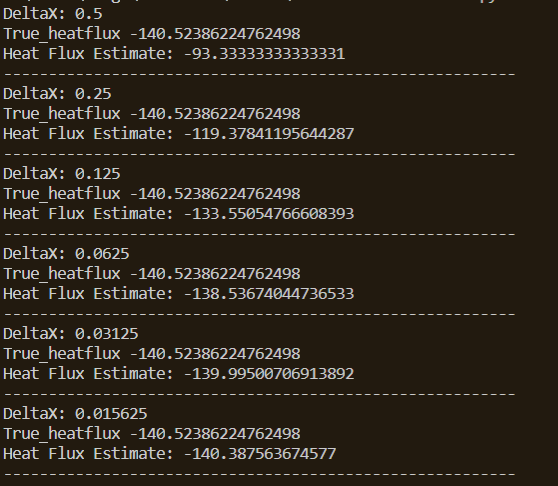 DeltaX: 0.5
True_heatflux -140.52386224762498
Heat Flux Estimate: -93.33333333333331
---------------------------------------------------------
DeltaX: 0.25
True_heatflux -140.52386224762498
Heat Flux Estimate: -119.37841195644287
---------------------------------------------------------
DeltaX: 0.125
True_heatflux -140.52386224762498
Heat Flux Estimate: -133.55054766608393
---------------------------------------------------------
DeltaX: 0.0625
True_heatflux -140.52386224762498
Heat Flux Estimate: -138.53674044736533
---------------------------------------------------------
DeltaX: 0.03125
True_heatflux -140.52386224762498
Heat Flux Estimate: -139.99500706913892
---------------------------------------------------------
DeltaX: 0.015625
True_heatflux -140.52386224762498
Heat Flux Estimate: -140.387563674577
---------------------------------------------------------